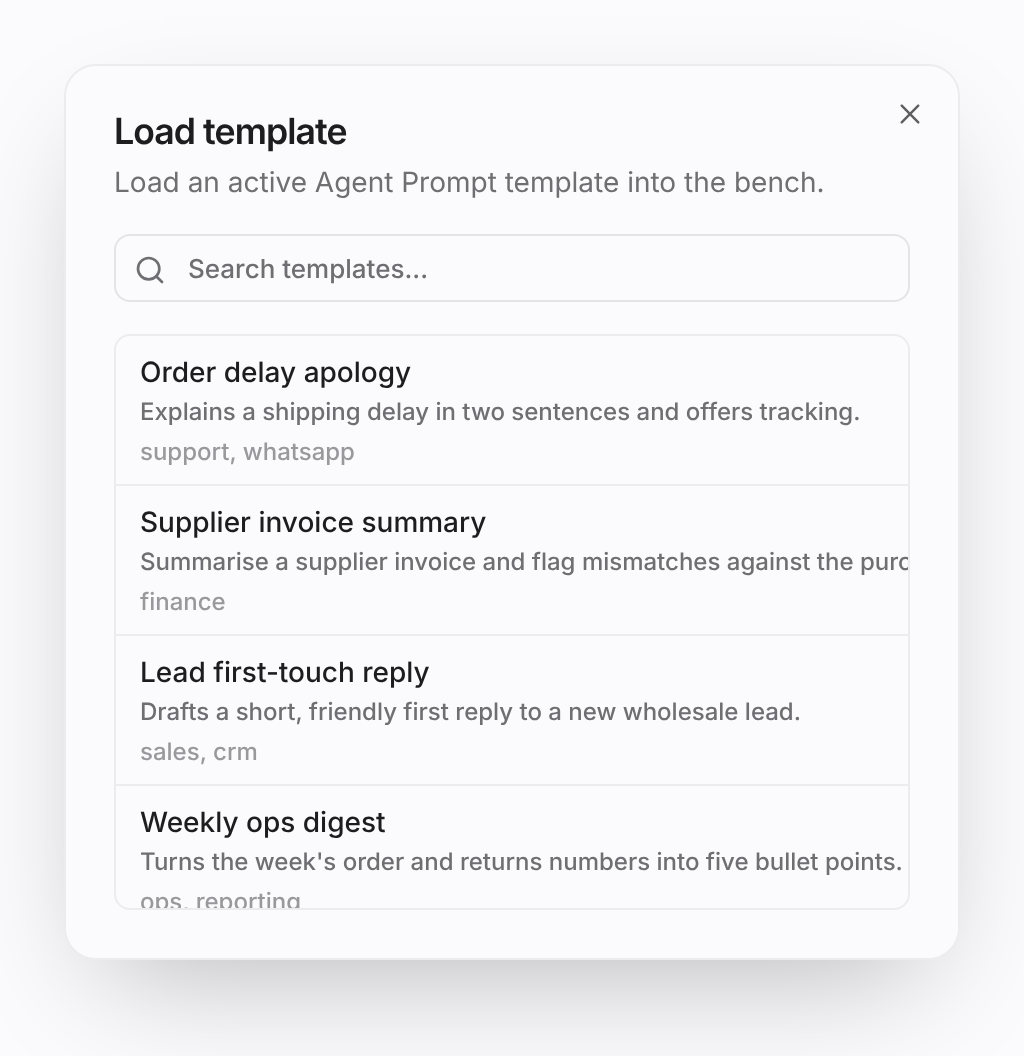 Load template
Load an active Agent Prompt template into the bench.
Search templates...
Order delay apology
Explains a shipping delay in two sentences and offers tracking.
support, whatsapp
Supplier invoice summary
Summarise a supplier invoice and flag mismatches against the
finance
Lead first-touch reply
Drafts a short, friendly first reply to a new wholesale lead.
sales, crm
Weekly ops digest
Turns the week's order and returns numbers into five bullet points.
ops, reporting